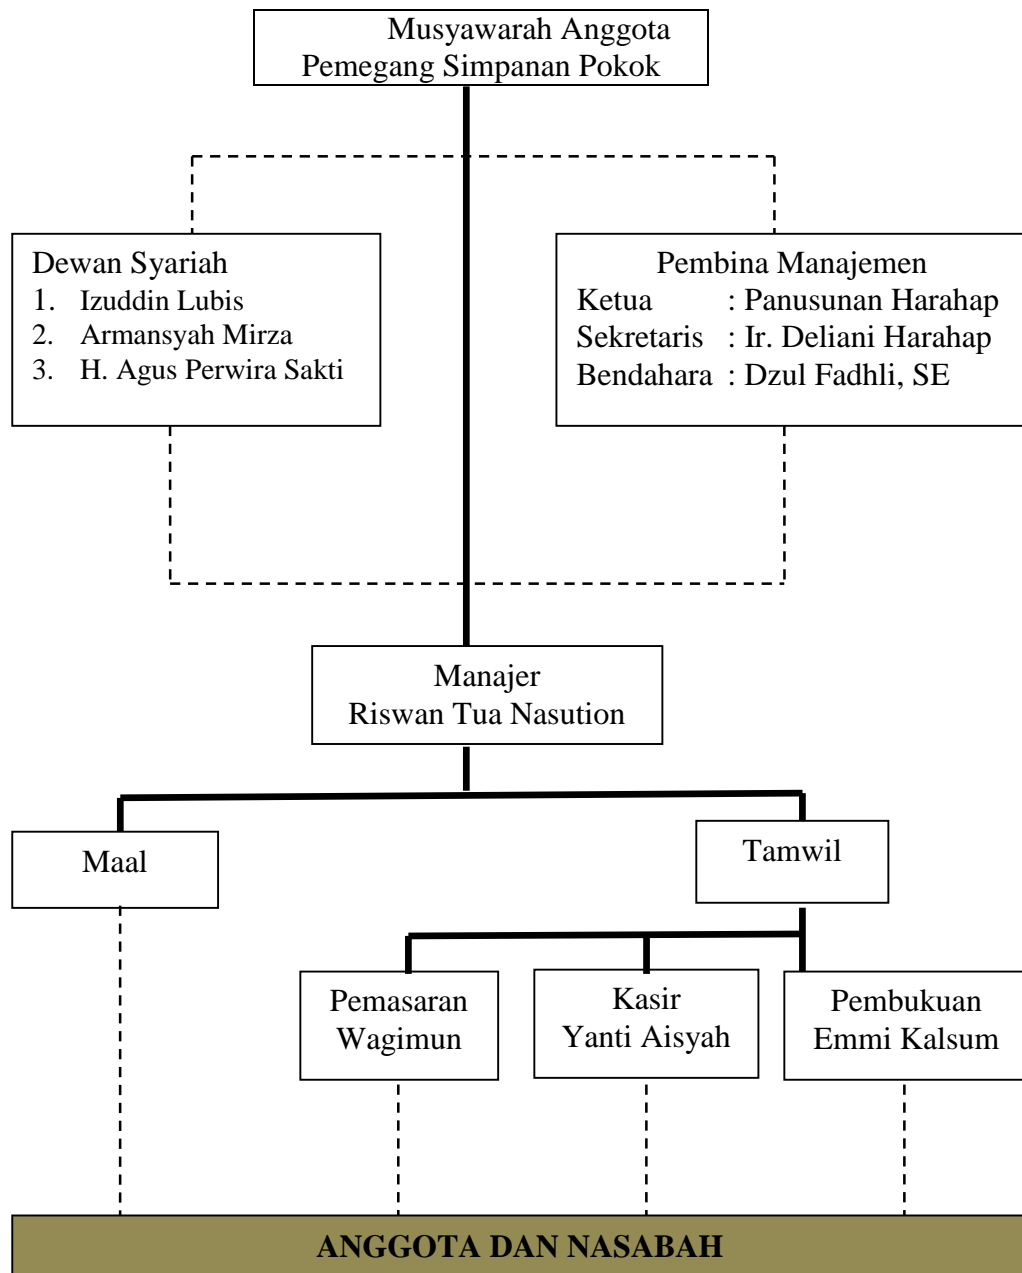 Musyawarah Anggota
Pemegang Simpanan Pokok
Dewan Syariah
1. Izuddin Lubis
2. Armansyah Mirza
3. H. Agus Perwira Sakti
Pembina Manajemen
Ketua : Panusunan Harahap
Sekretaris : Ir. Deliani Harahap
Bendahara : Dzul Fadhli, SE
Manajer
Riswan Tua Nasution
Maal
Tamwil
Pemasaran
Wagimun
Kasir
Yanti Aisyah
Pembukuan
Emmi Kalsum
ANGGOTA DAN NASABAH